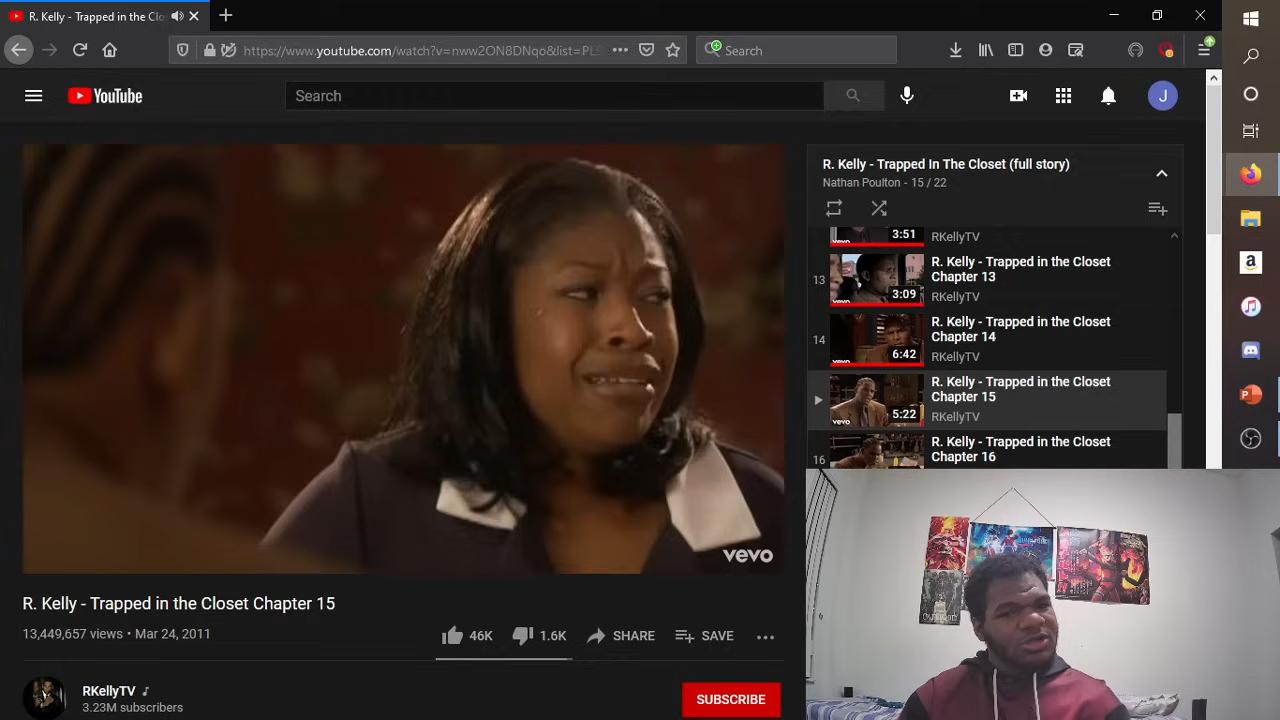 R. Kelly - Trapped in the Clo
https://www.youtube.com/watch?v=nww2ON8DNqo&list=PLS
Search
YouTube
Search
J
R. Kelly - Trapped In The Closet (full story)
Nathan Poulton - 15 / 22
3:51
RKellyTV
13
3:09
R. Kelly - Trapped in the Closet
Chapter 13
RKellyTV
14
6:42
R. Kelly - Trapped in the Closet
Chapter 14
RKellyTV
5:22
R. Kelly - Trapped in the Closet
Chapter 15
RKellyTV
16
R. Kelly - Trapped in the Closet
Chapter 16
vevo
R. Kelly - Trapped in the Closet Chapter 15
13,449,657 views • Mar 24, 2011
46K
1.6K
SHARE
SAVE
RKellyTV
3.23M subscribers
SUBSCRIBE